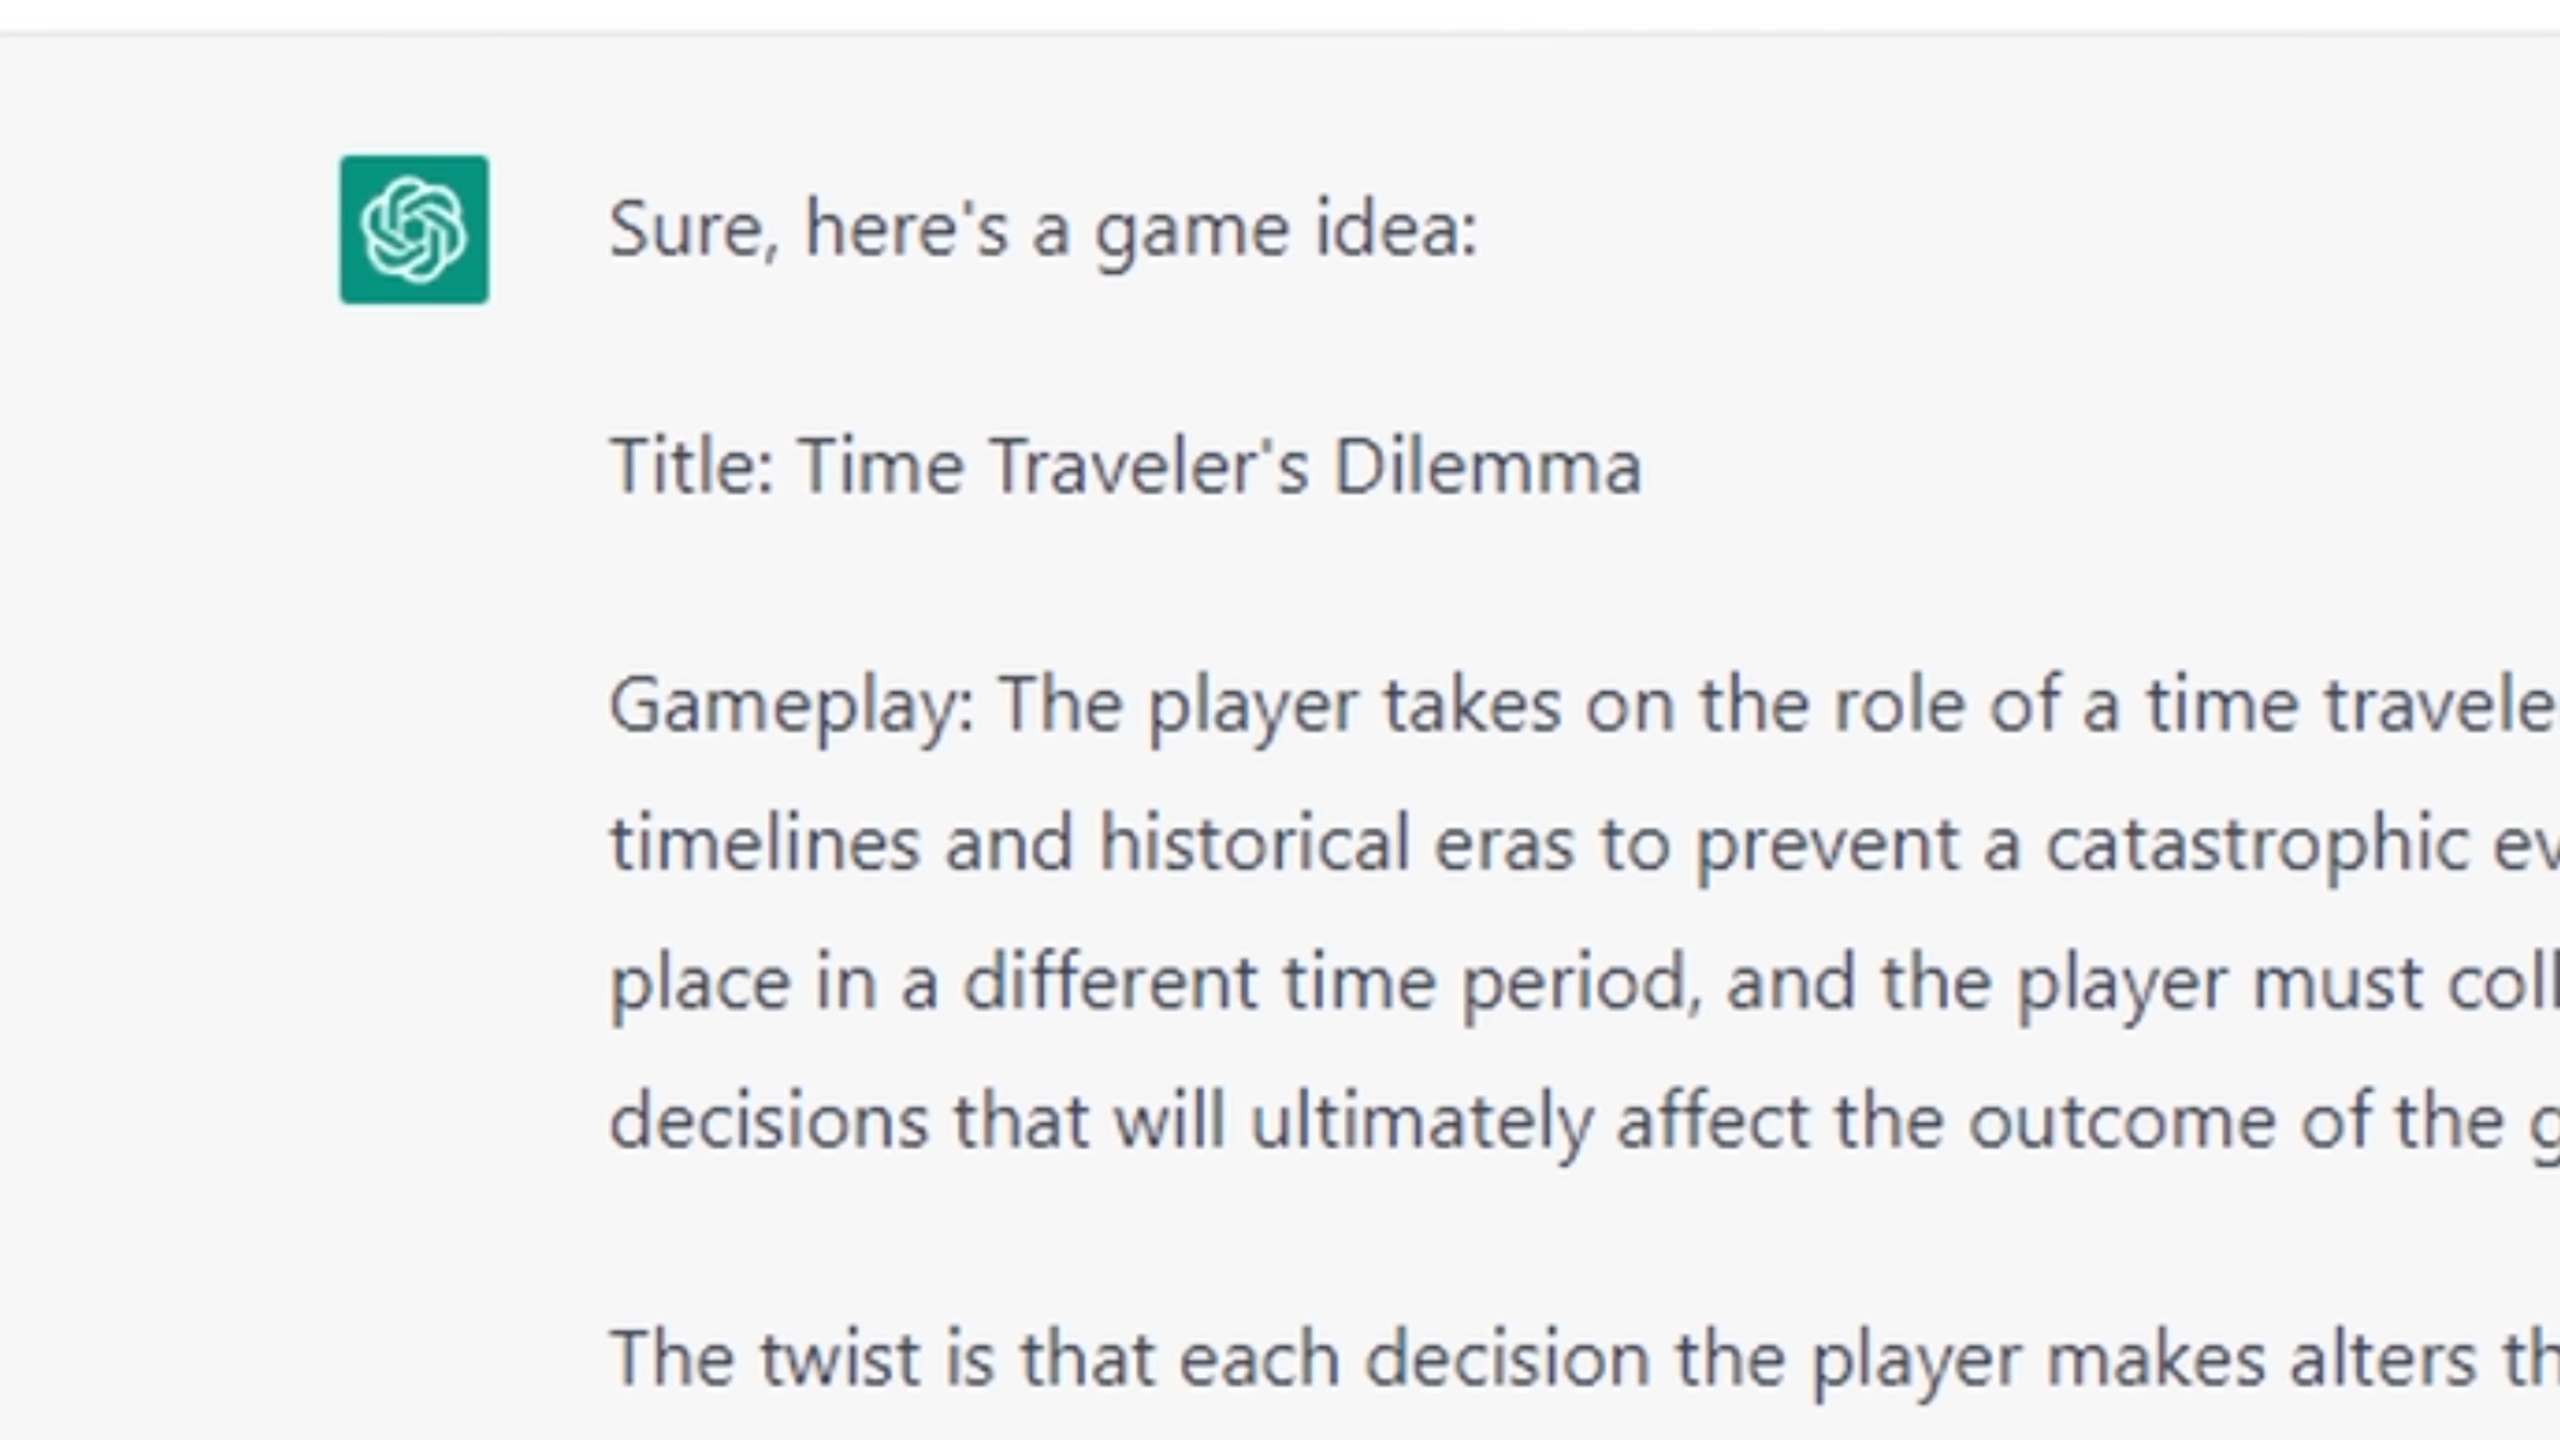 Sure, here's a game idea:
Title: Time Traveler's Dilemma
Gameplay: The player takes on the role of a time travele
timelines and historical eras to prevent a catastrophic ev
place in a different time period, and the player must coll
decisions that will ultimately affect the outcome of the g
The twist is that each decision the player makes alters th